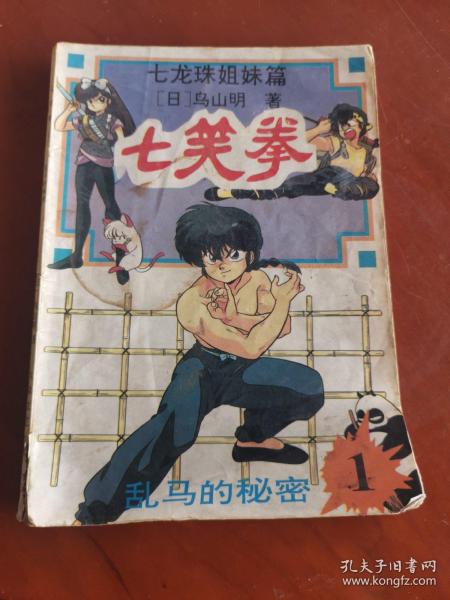 七龙珠姐妹篇
[日]鸟山明 著
七笑拳
乱马的秘密
1
孔夫子旧书网
www.kongfz.com